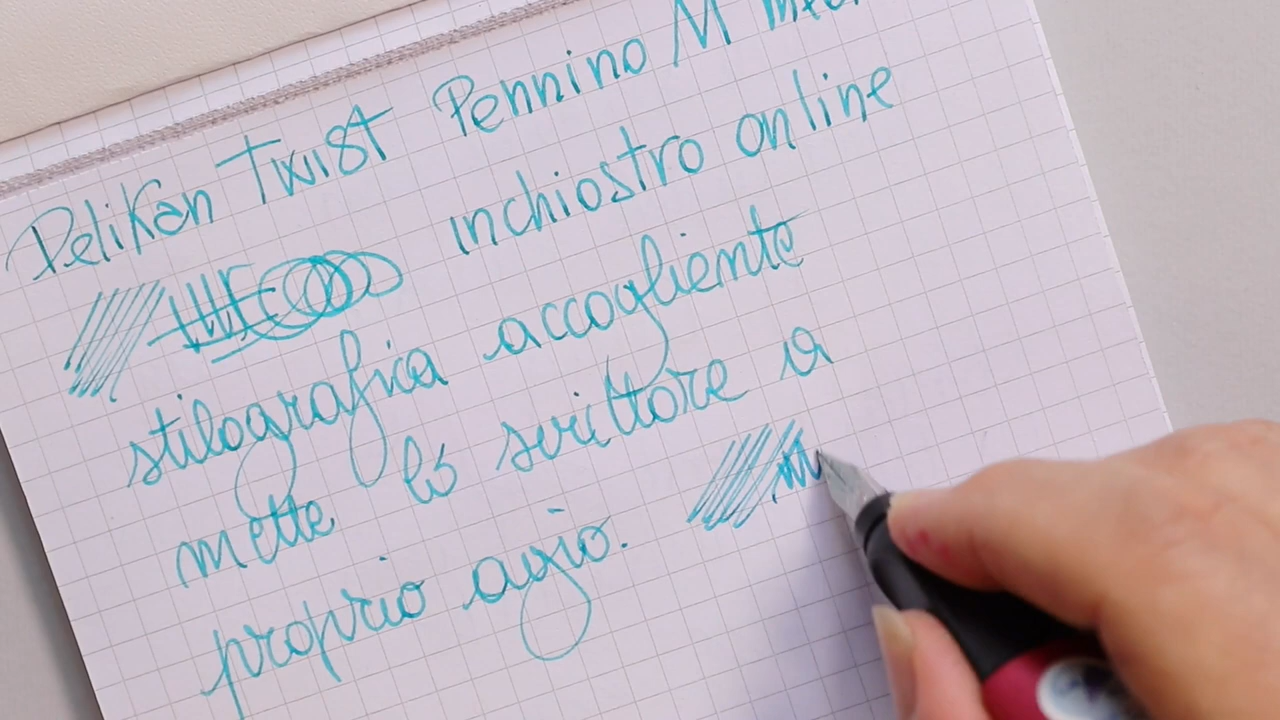 Pelikan Twist Pennino M
inchiostro online
stilografica accogliente
mette lo scrittore a
proprio agio.